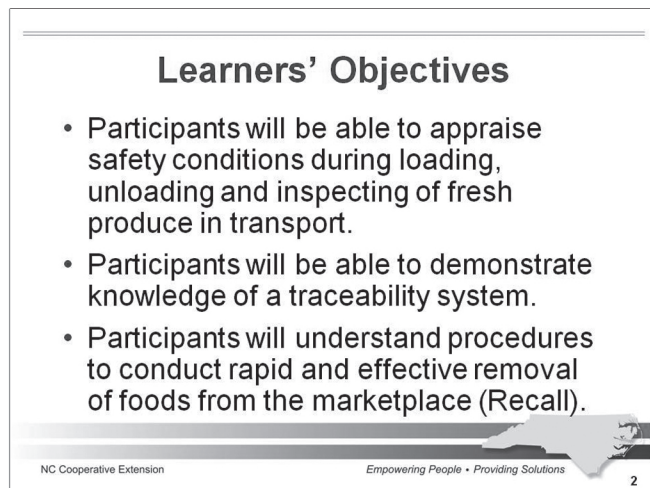 Learners’ Objectives
• Participants will be able to appraise
safety conditions during loading,
unloading and inspecting of fresh
produce in transport.
• Participants will be able to demonstrate
knowledge of a traceability system.
• Participants will understand procedures
to conduct rapid and effective removal
of foods from the marketplace (Recall).
NC Cooperative Extension
Empowering People • Providing Solutions
2